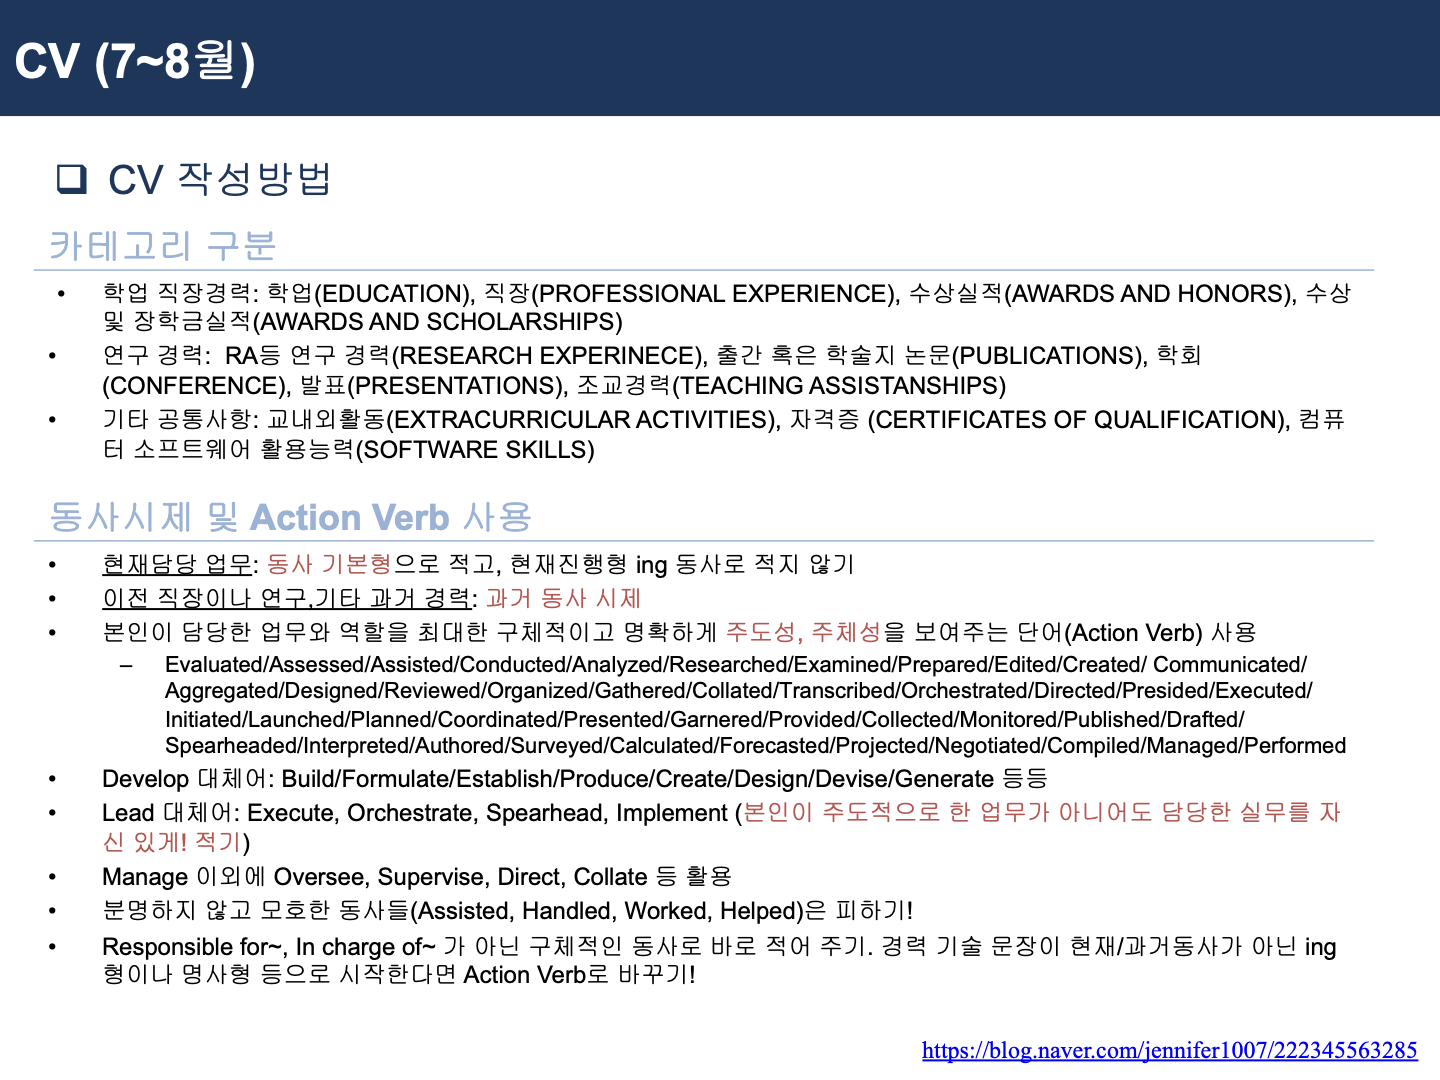 CV (7~8월)
❑ CV 작성방법
카테고리 구분
• 학업 직장경력: 학업(EDUCATION), 직장(PROFESSIONAL EXPERIENCE), 수상실적(AWARDS AND HONORS), 수상
및 장학금실적(AWARDS AND SCHOLARSHIPS)
• 연구 경력: RA등 연구 경력(RESEARCH EXPERINECE), 출간 혹은 학술지 논문(PUBLICATIONS), 학회
(CONFERENCE), 발표(PRESENTATIONS), 조교경력(TEACHING ASSISTANSHIPS)
• 기타 공통사항: 교내외활동(EXTRACURRICULAR ACTIVITIES), 자격증 (CERTIFICATES OF QUALIFICATION), 컴퓨
터 소프트웨어 활용능력(SOFTWARE SKILLS)
동사시제 및 Action Verb 사용
• 현재담당 업무: 동사 기본형으로 적고, 현재진행형 ing 동사로 적지 않기
• 이전 직장이나 연구,기타 과거 경력: 과거 동사 시제
• 본인이 담당한 업무와 역할을 최대한 구체적이고 명확하게 주도성, 주체성을 보여주는 단어(Action Verb) 사용
– Evaluated/Assessed/Assisted/Conducted/Analyzed/Researched/Examined/Prepared/Edited/Created/ Communicated/
Aggregated/Designed/Reviewed/Organized/Gathered/Collated/Transcribed/Orchestrated/Directed/Presided/Executed/
Initiated/Launched/Planned/Coordinated/Presented/Garnered/Provided/Collected/Monitored/Published/Drafted/
Spearheaded/Interpreted/Authored/Surveyed/Calculated/Forecasted/Projected/Negotiated/Compiled/Managed/Performed
• Develop 대체어: Build/Formulate/Establish/Produce/Create/Design/Devise/Generate 등등
• Lead 대체어: Execute, Orchestrate, Spearhead, Implement (본인이 주도적으로 한 업무가 아니어도 담당한 실무를 자
신 있게! 적기)
• Manage 이외에 Oversee, Supervise, Direct, Collate 등 활용
• 분명하지 않고 모호한 동사들(Assisted, Handled, Worked, Helped)은 피하기!
• Responsible for~, In charge of~ 가 아닌 구체적인 동사로 바로 적어 주기. 경력 기술 문장이 현재/과거동사가 아닌 ing
형이나 명사형 등으로 시작한다면 Action Verb로 바꾸기!
https://blog.naver.com/jennifer1007/222345563285